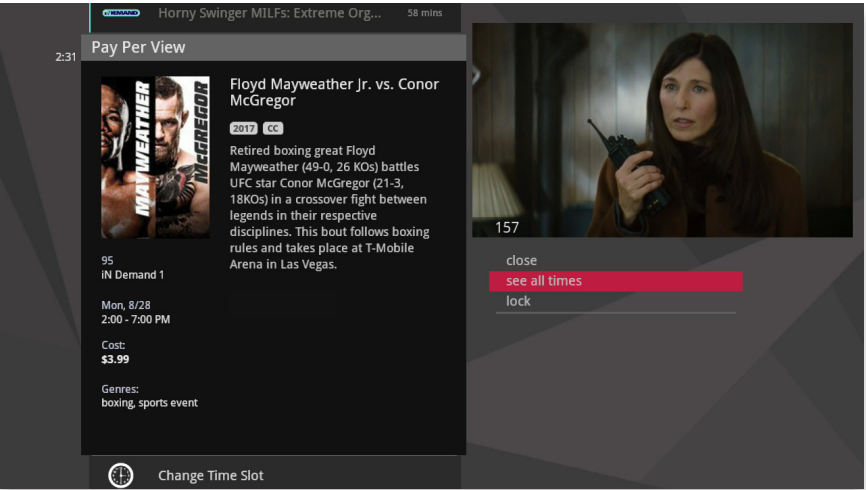 iNDEMAND Horny Swinger MILFs: Extreme Org... 58 mins
2:31
Pay Per View
MAYWEATHER
McGREGOR
Floyd Mayweather Jr. vs. Conor
McGregor
2017 CC
Retired boxing great Floyd
Mayweather (49-0, 26 KOs) battles
UFC star Conor McGregor (21-3,
18KOs) in a crossover fight between
legends in their respective
disciplines. This bout follows boxing
rules and takes place at T-Mobile
Arena in Las Vegas.
95
iN Demand 1
Mon, 8/28
2:00 - 7:00 PM
Cost:
$3.99
Genres:
boxing, sports event
Change Time Slot
157
close
see all times
lock